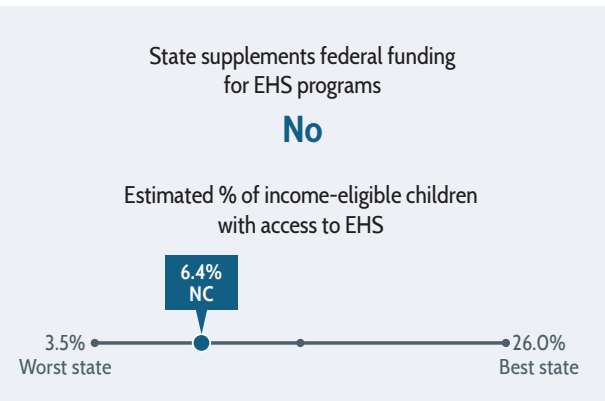 State supplements federal funding
for EHS programs
No
Estimated % of income-eligible children
with access to EHS
6.4%
NC
3.5%
Worst state
26.0%
Best state